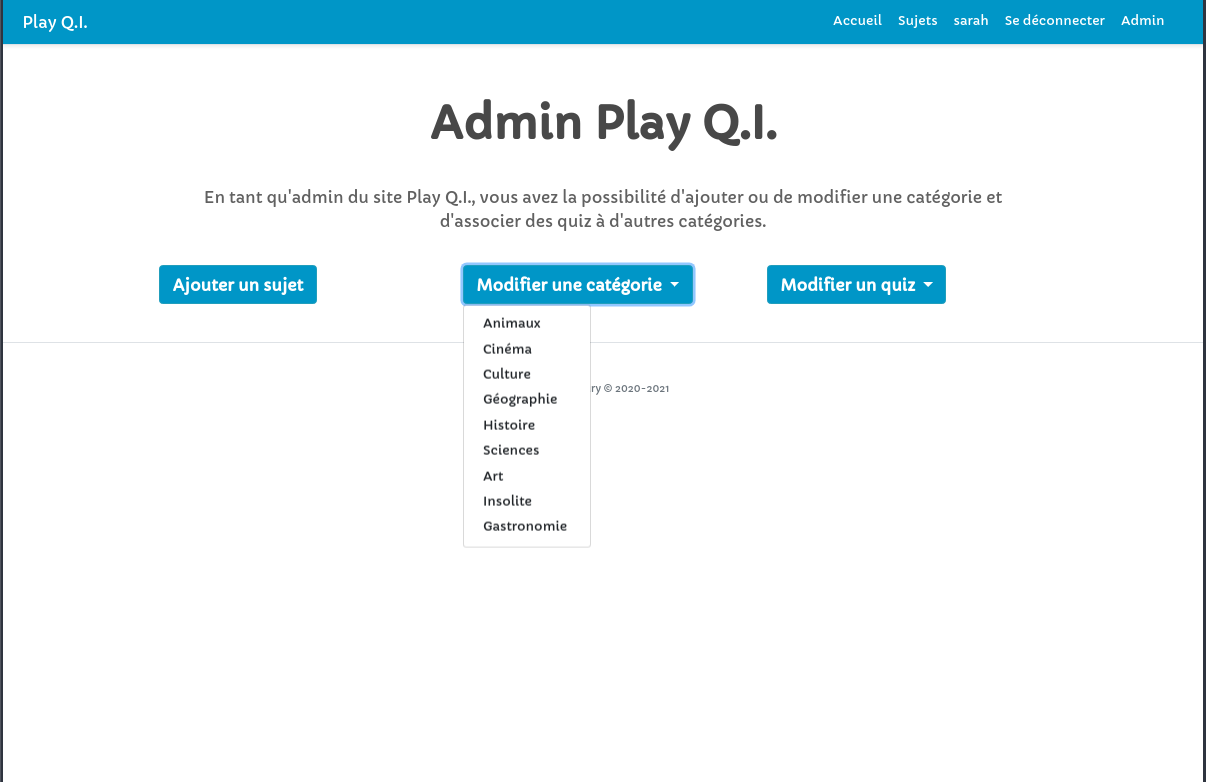 Play Q.I.
Accueil Sujets sarah Se déconnecter Admin
Admin Play Q.I.
En tant qu'admin du site Play Q.I., vous avez la possibilité d'ajouter ou de modifier une catégorie et
d'associer des quiz à d'autres catégories.
Ajouter un sujet
Modifier une catégorie
Modifier un quiz
Animaux
Cinéma
Culture
Géographie
Histoire
Sciences
Art
Insolite
Gastronomie
© 2020-2021